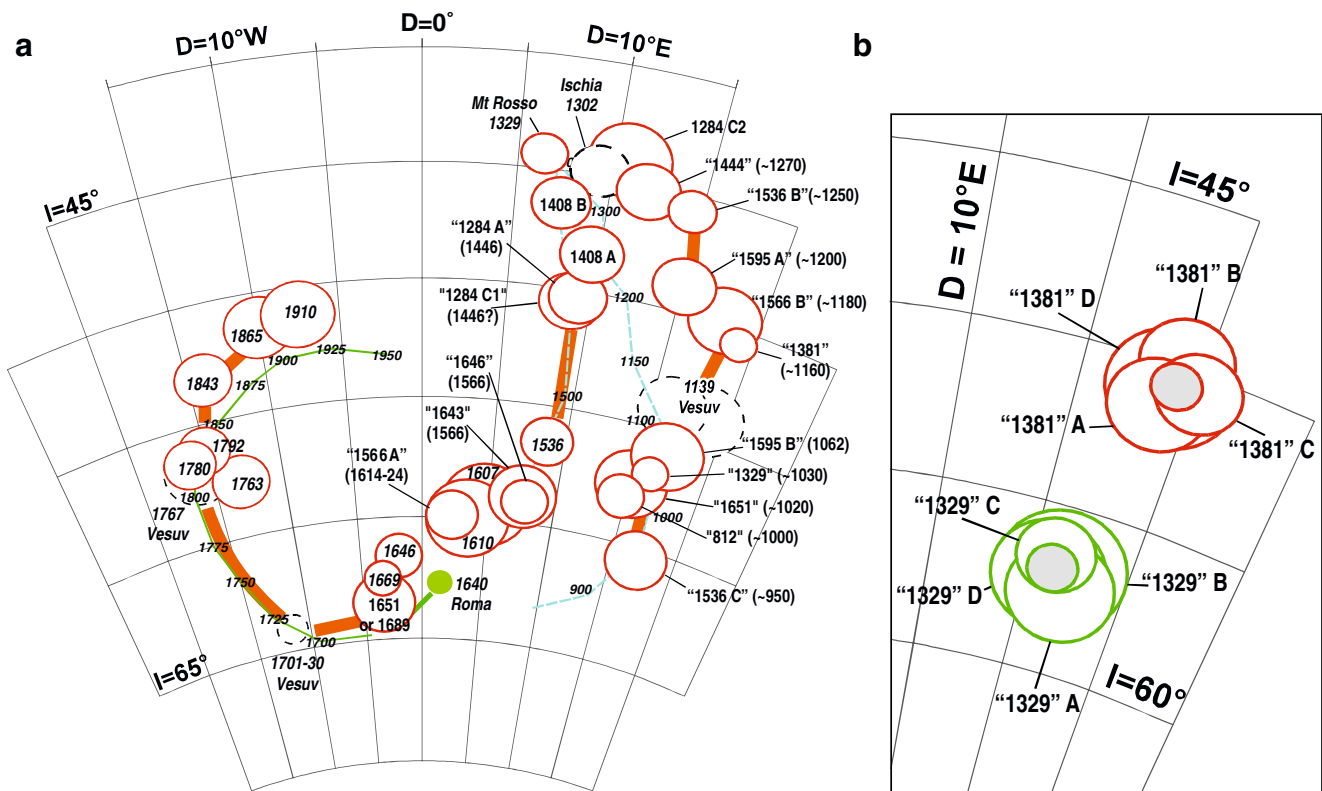 a
D=10°W
D=0°
D=10°E
Mt Rosso
1329
Ischia
1302
1284 C2
“1444” (~1270)
“1536 B”(~1250)
1408 B
1300
I=45°
“1284 A”
(1446)
1408 A
“1595 A” (~1200)
"1284 C1"
(1446?)
1200
“1566 B” (~1180)
1910
1865
1900
1925
1950
“1381”
(~1160)
1843
1875
“1646”
(1566)
1150
1139
Vesuv
1500
1850
1792
"1643"
(1566)
1100
1536
“1595 B” (1062)
1780
1763
“1566 A”
(1614-24)
1607
"1329" (~1030)
1800
"1651" (~1020)
1767
Vesuv
1000
"812" (~1000)
1775
1610
1646
1750
1669
1640
Roma
900
“1536 C” (~950)
1725
1651
or 1689
1700
I=65°
1701-30
Vesuv
b
D = 10°E
I=45°
“1381” B
“1381” D
“1381” A
“1381” C
“1329” C
“1329” D
“1329” B
I=60°
“1329” A